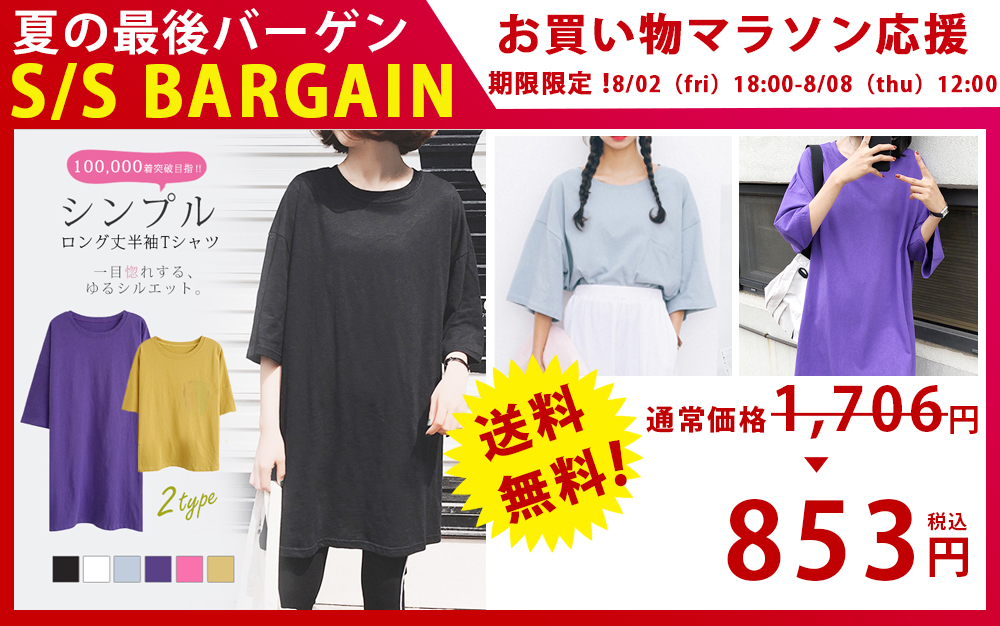 夏の最後バーゲン
S/S BARGAIN
お買い物マラソン応援
期限限定!8/02（fri）18:00-8/08（thu）12:00
100,000着突破目指!!
シンプル
ロング丈半袖Tシャツ
一目惚れする、
ゆるシルエット。
2type
送料
無料!
通常価格1,706円
853税込円